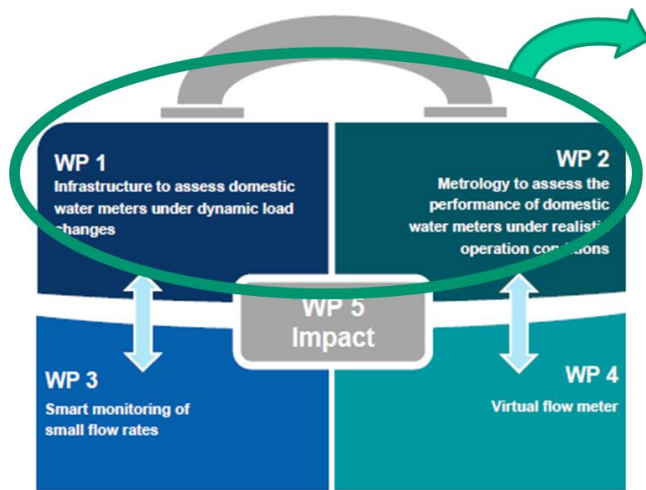 WP 1
Infrastructure to assess domestic
water meters under dynamic load
changes
WP 2
Metrology to assess the
performance of domestic
water meters under realistic
operation conditions
WP 5
Impact
WP 3
Smart monitoring of
small flow rates
WP 4
Virtual flow meter